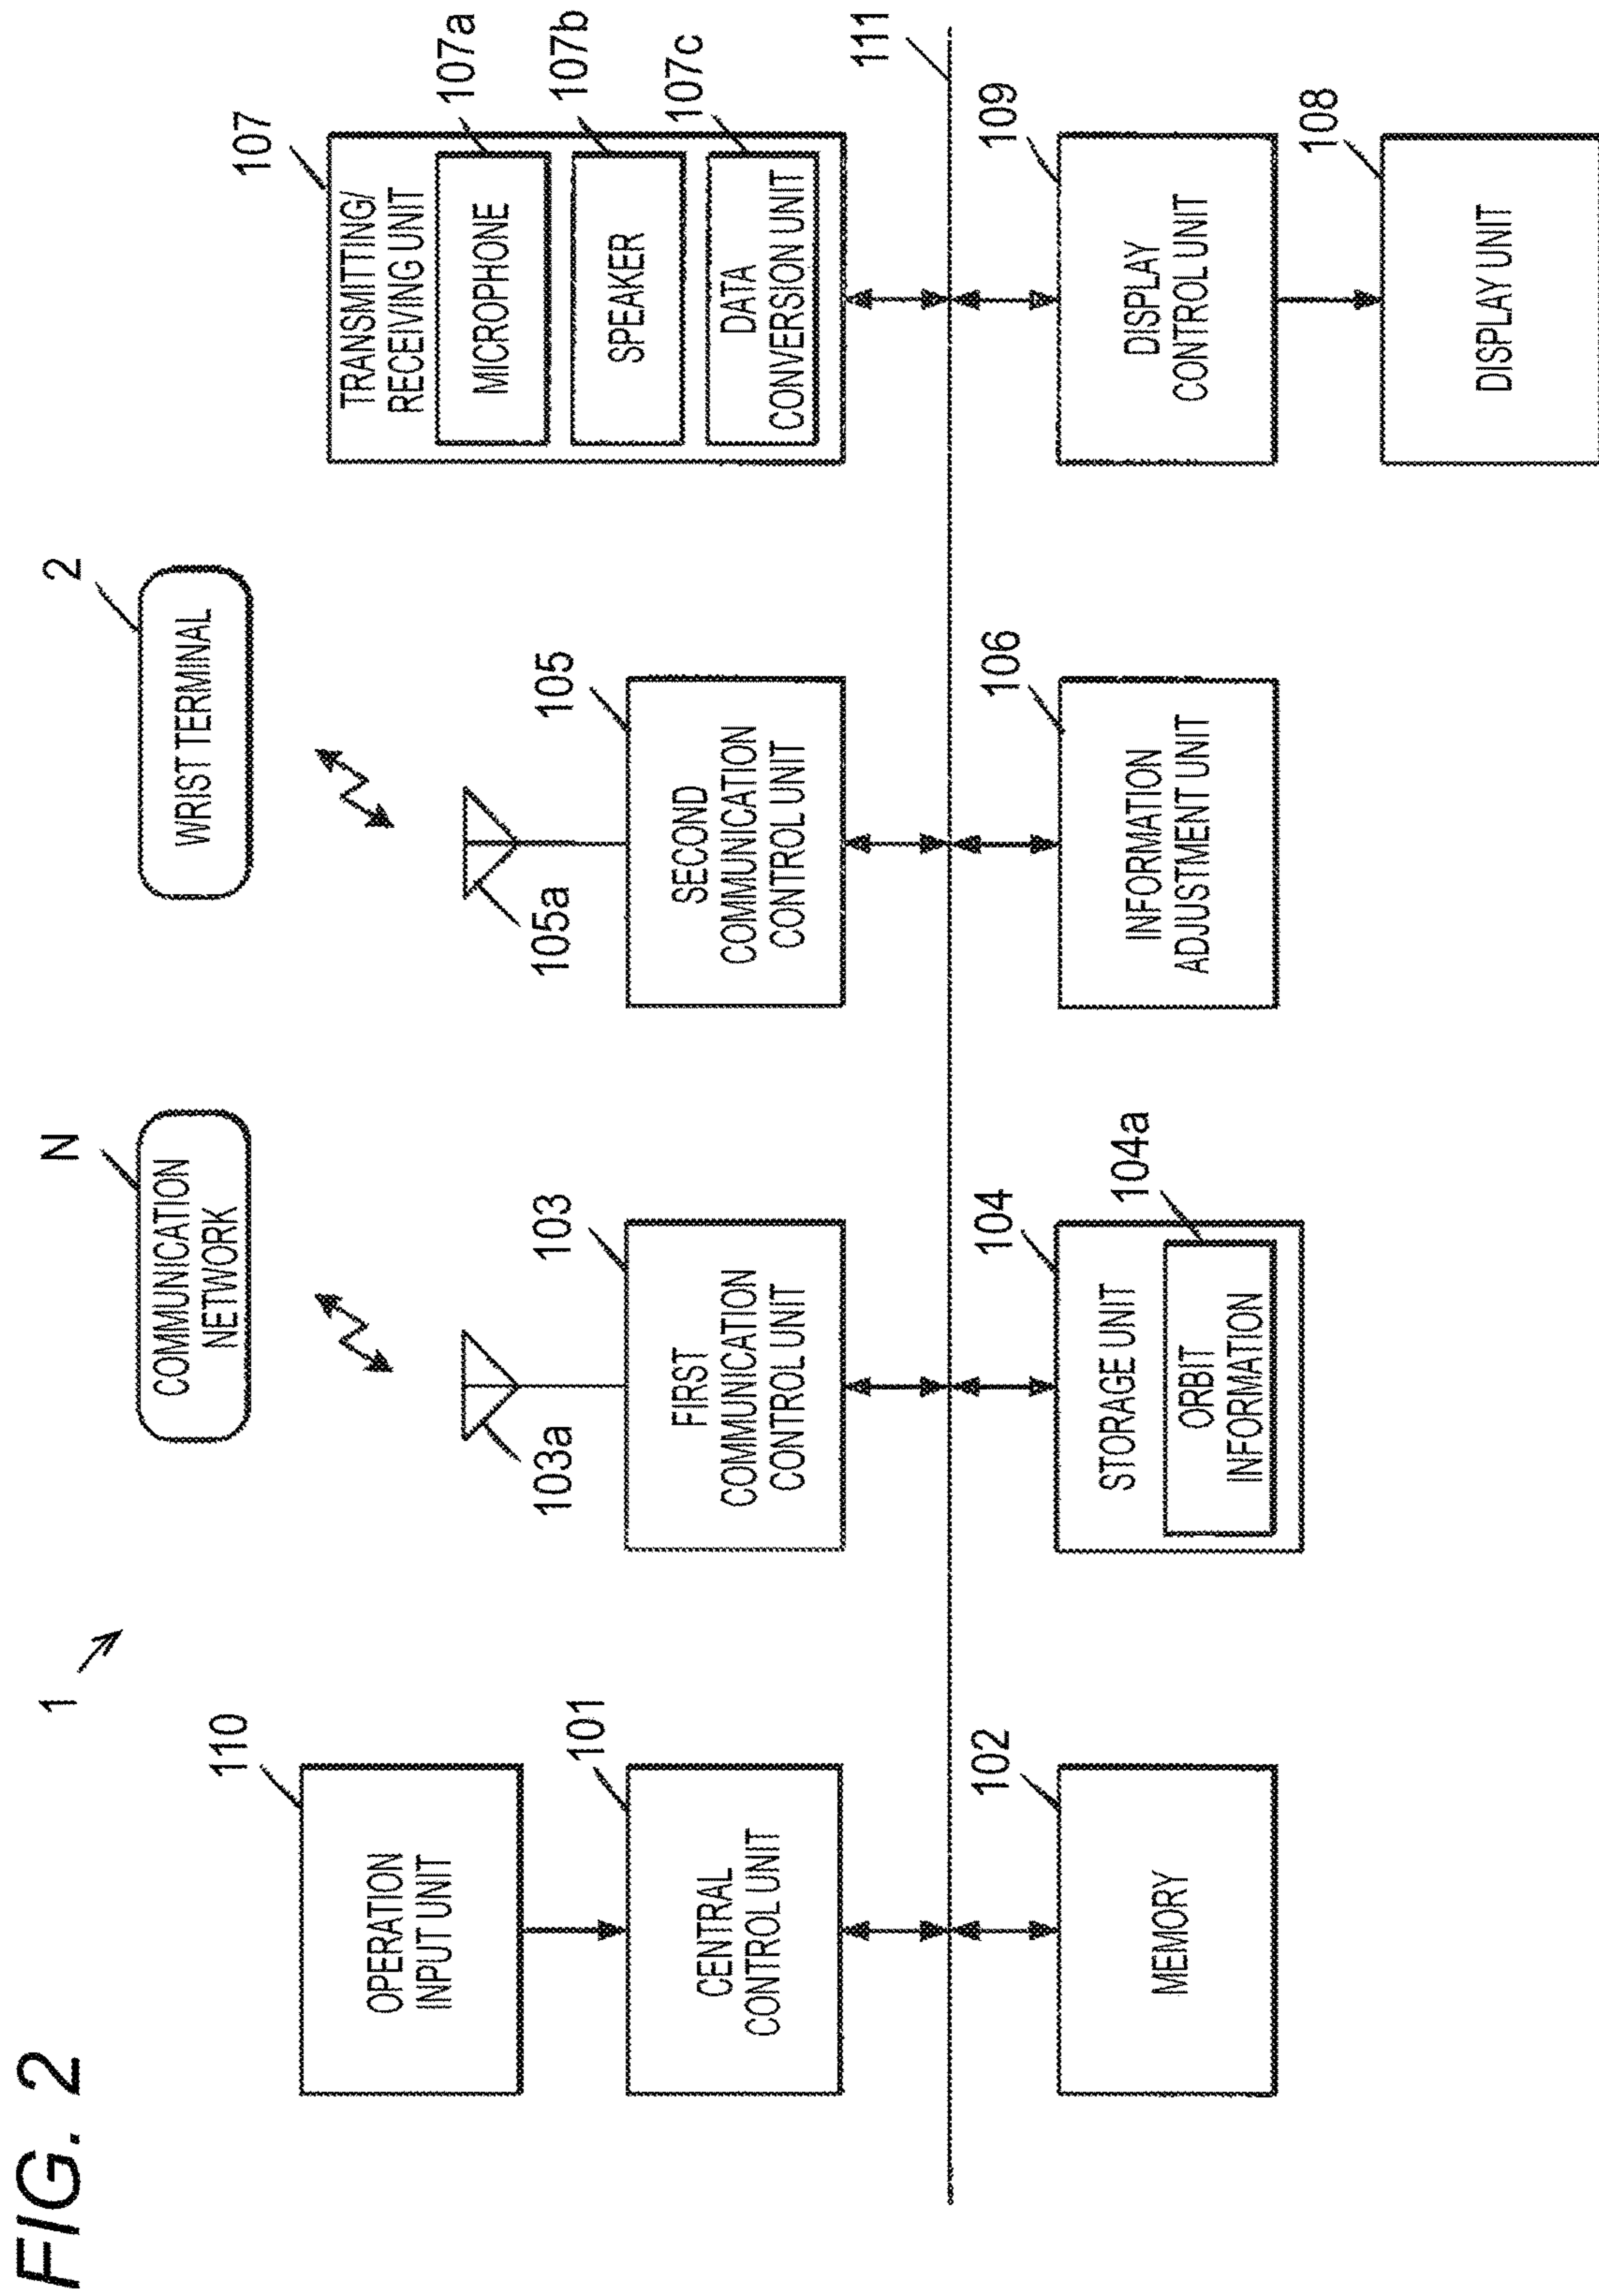 FIG. 2
1
N
COMMUNICATION
NETWORK
2
WRIST TERMINAL
107
TRANSMITTING/
RECEIVING UNIT
107a
MICROPHONE
107b
SPEAKER
107c
DATA
CONVERSION UNIT
110
OPERATION
INPUT UNIT
101
CENTRAL
CONTROL UNIT
103a
103
FIRST
COMMUNICATION
CONTROL UNIT
105a
105
SECOND
COMMUNICATION
CONTROL UNIT
111
102
MEMORY
104
STORAGE UNIT
104a
ORBIT
INFORMATION
106
INFORMATION
ADJUSTMENT UNIT
109
DISPLAY
CONTROL UNIT
108
DISPLAY UNIT